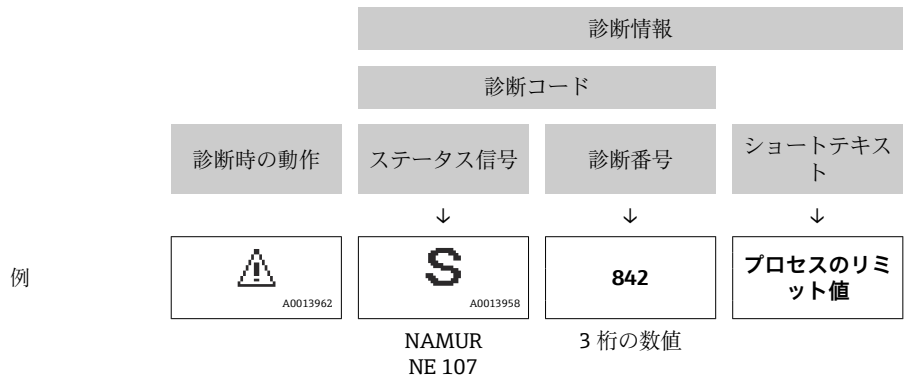 診断情報
診断コード
診断時の動作
ステータス信号
診断番号
ショートテキス
ト
↓
↓
↓
例
A0013962
S
A0013958
842
プロセスのリミ
ット値
NAMUR
NE 107
3 桁の数値